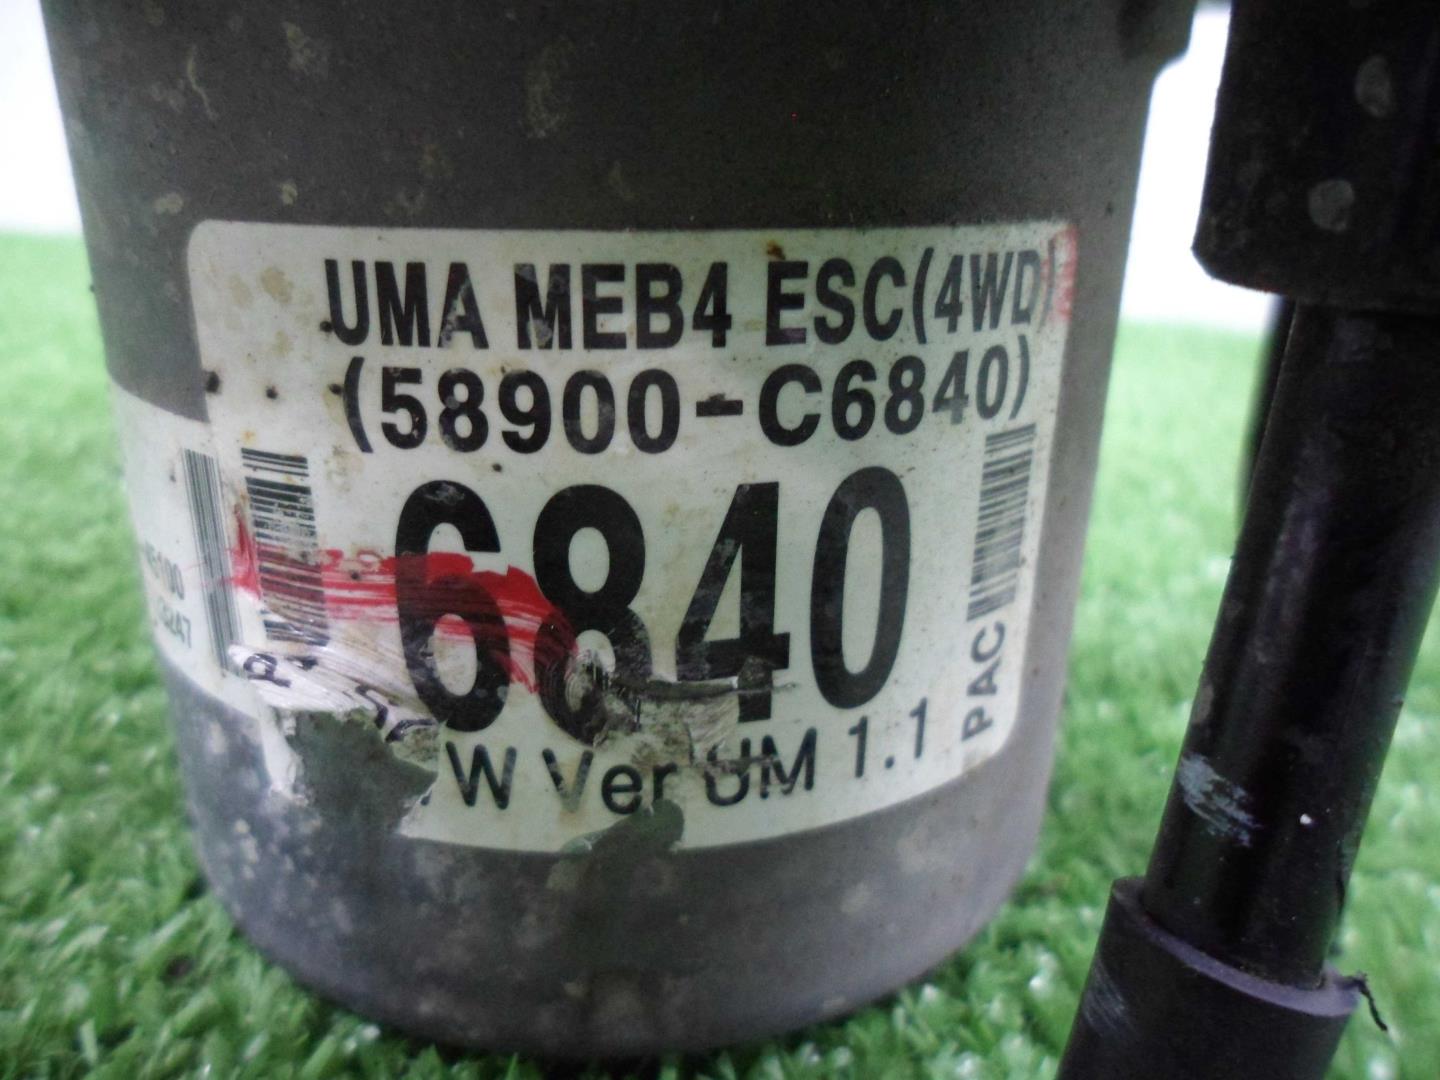 UMA MEB4 ESC(4WD)
(58900-C6840)
6840
W Ver UM 1.1
PAC